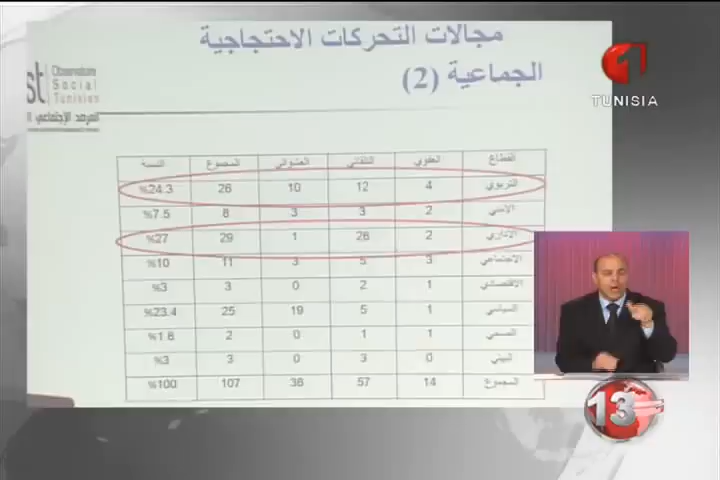 مجالات التحركات الاحتجاجية
الجماعية (2)
st Observatoire
Social
Tunisien
المرصد الإجتماعي
1
TUNISIA
القطاع العفوي التلقائي العشوائي المجموع النسبة
التربوي 4 12 10 26 %24.3
الأمني 2 3 3 8 %7.5
الإداري 2 26 1 29 %27
الاجتماعي 3 5 3 11 %10
الاقتصادي 1 2 0 3 %3
السياسي 1 5 19 25 %23.4
الصحي 1 1 0 2 %1.8
البيئي 0 3 0 3 %3
المجموع 14 57 36 107 %100
13